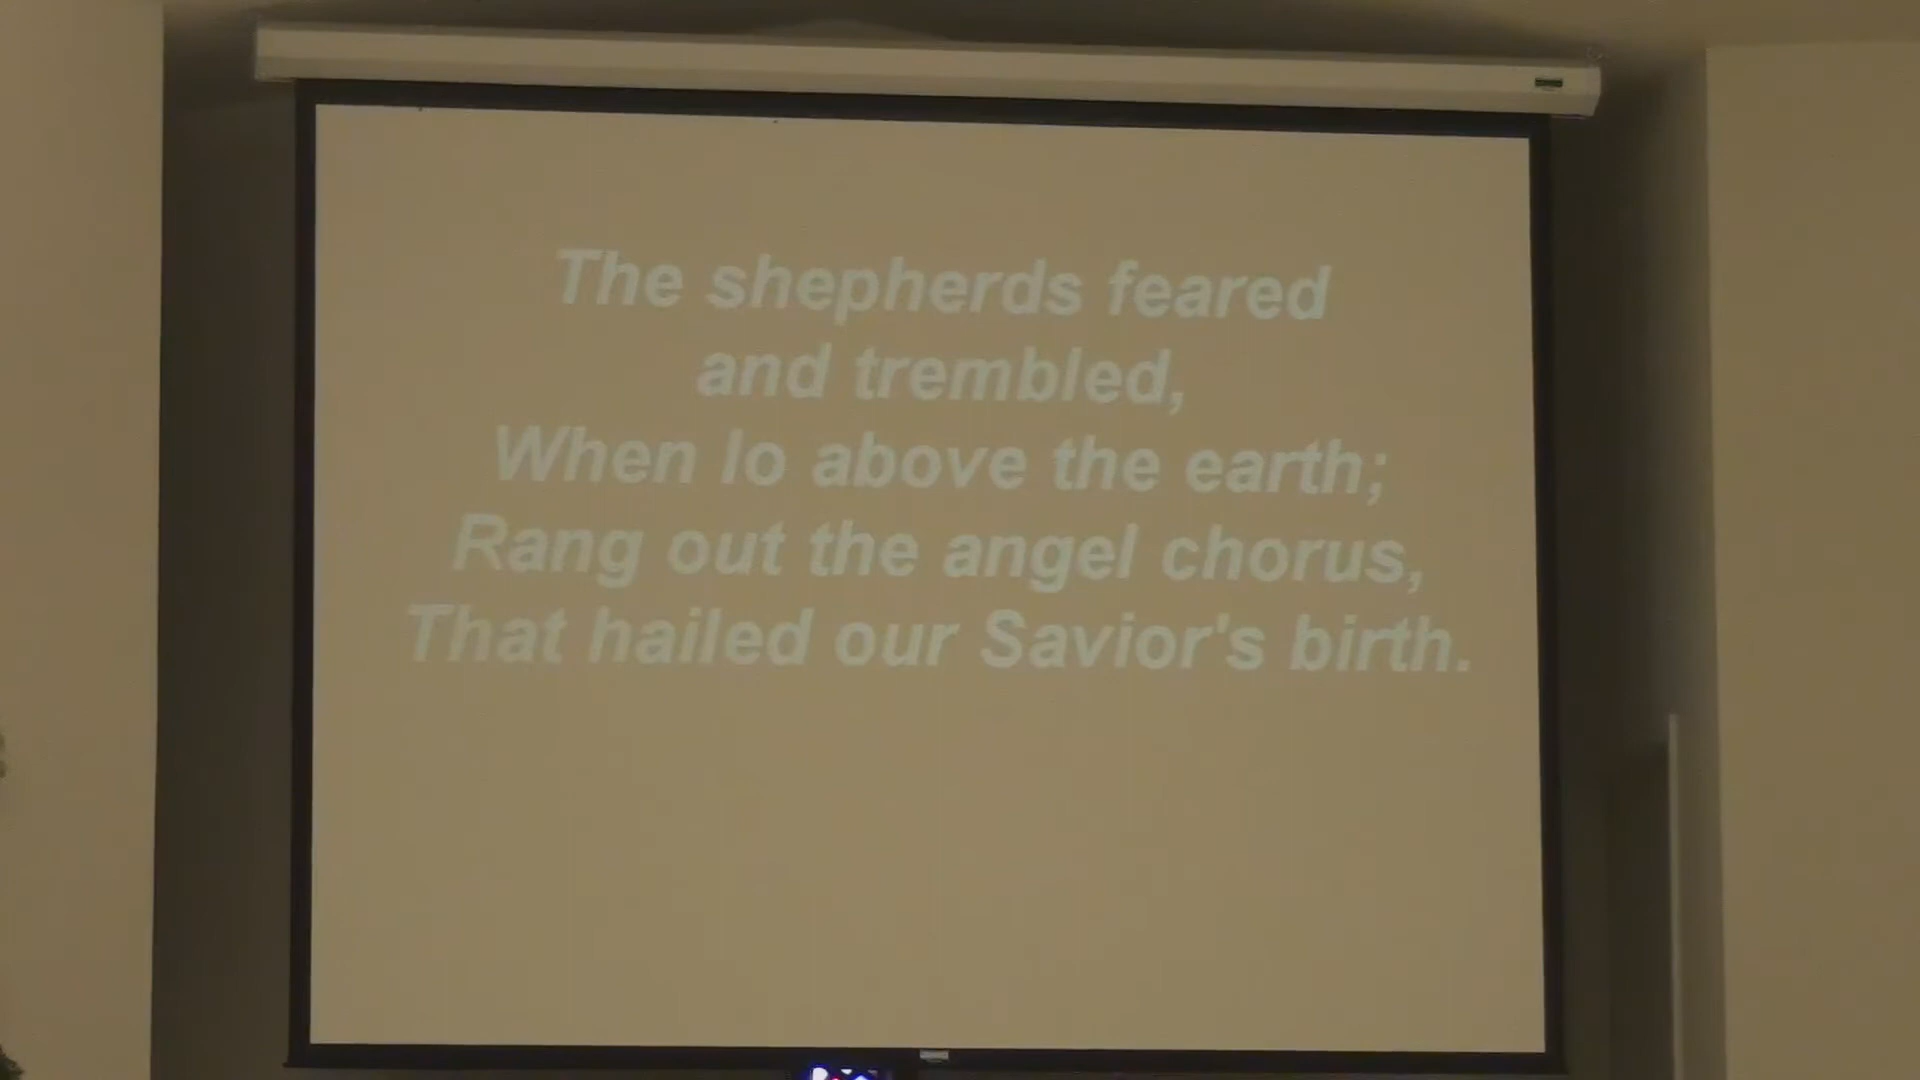 The shepherds feared
and trembled,
When lo above the earth;
Rang out the angel chorus,
That hailed our Savior's birth.